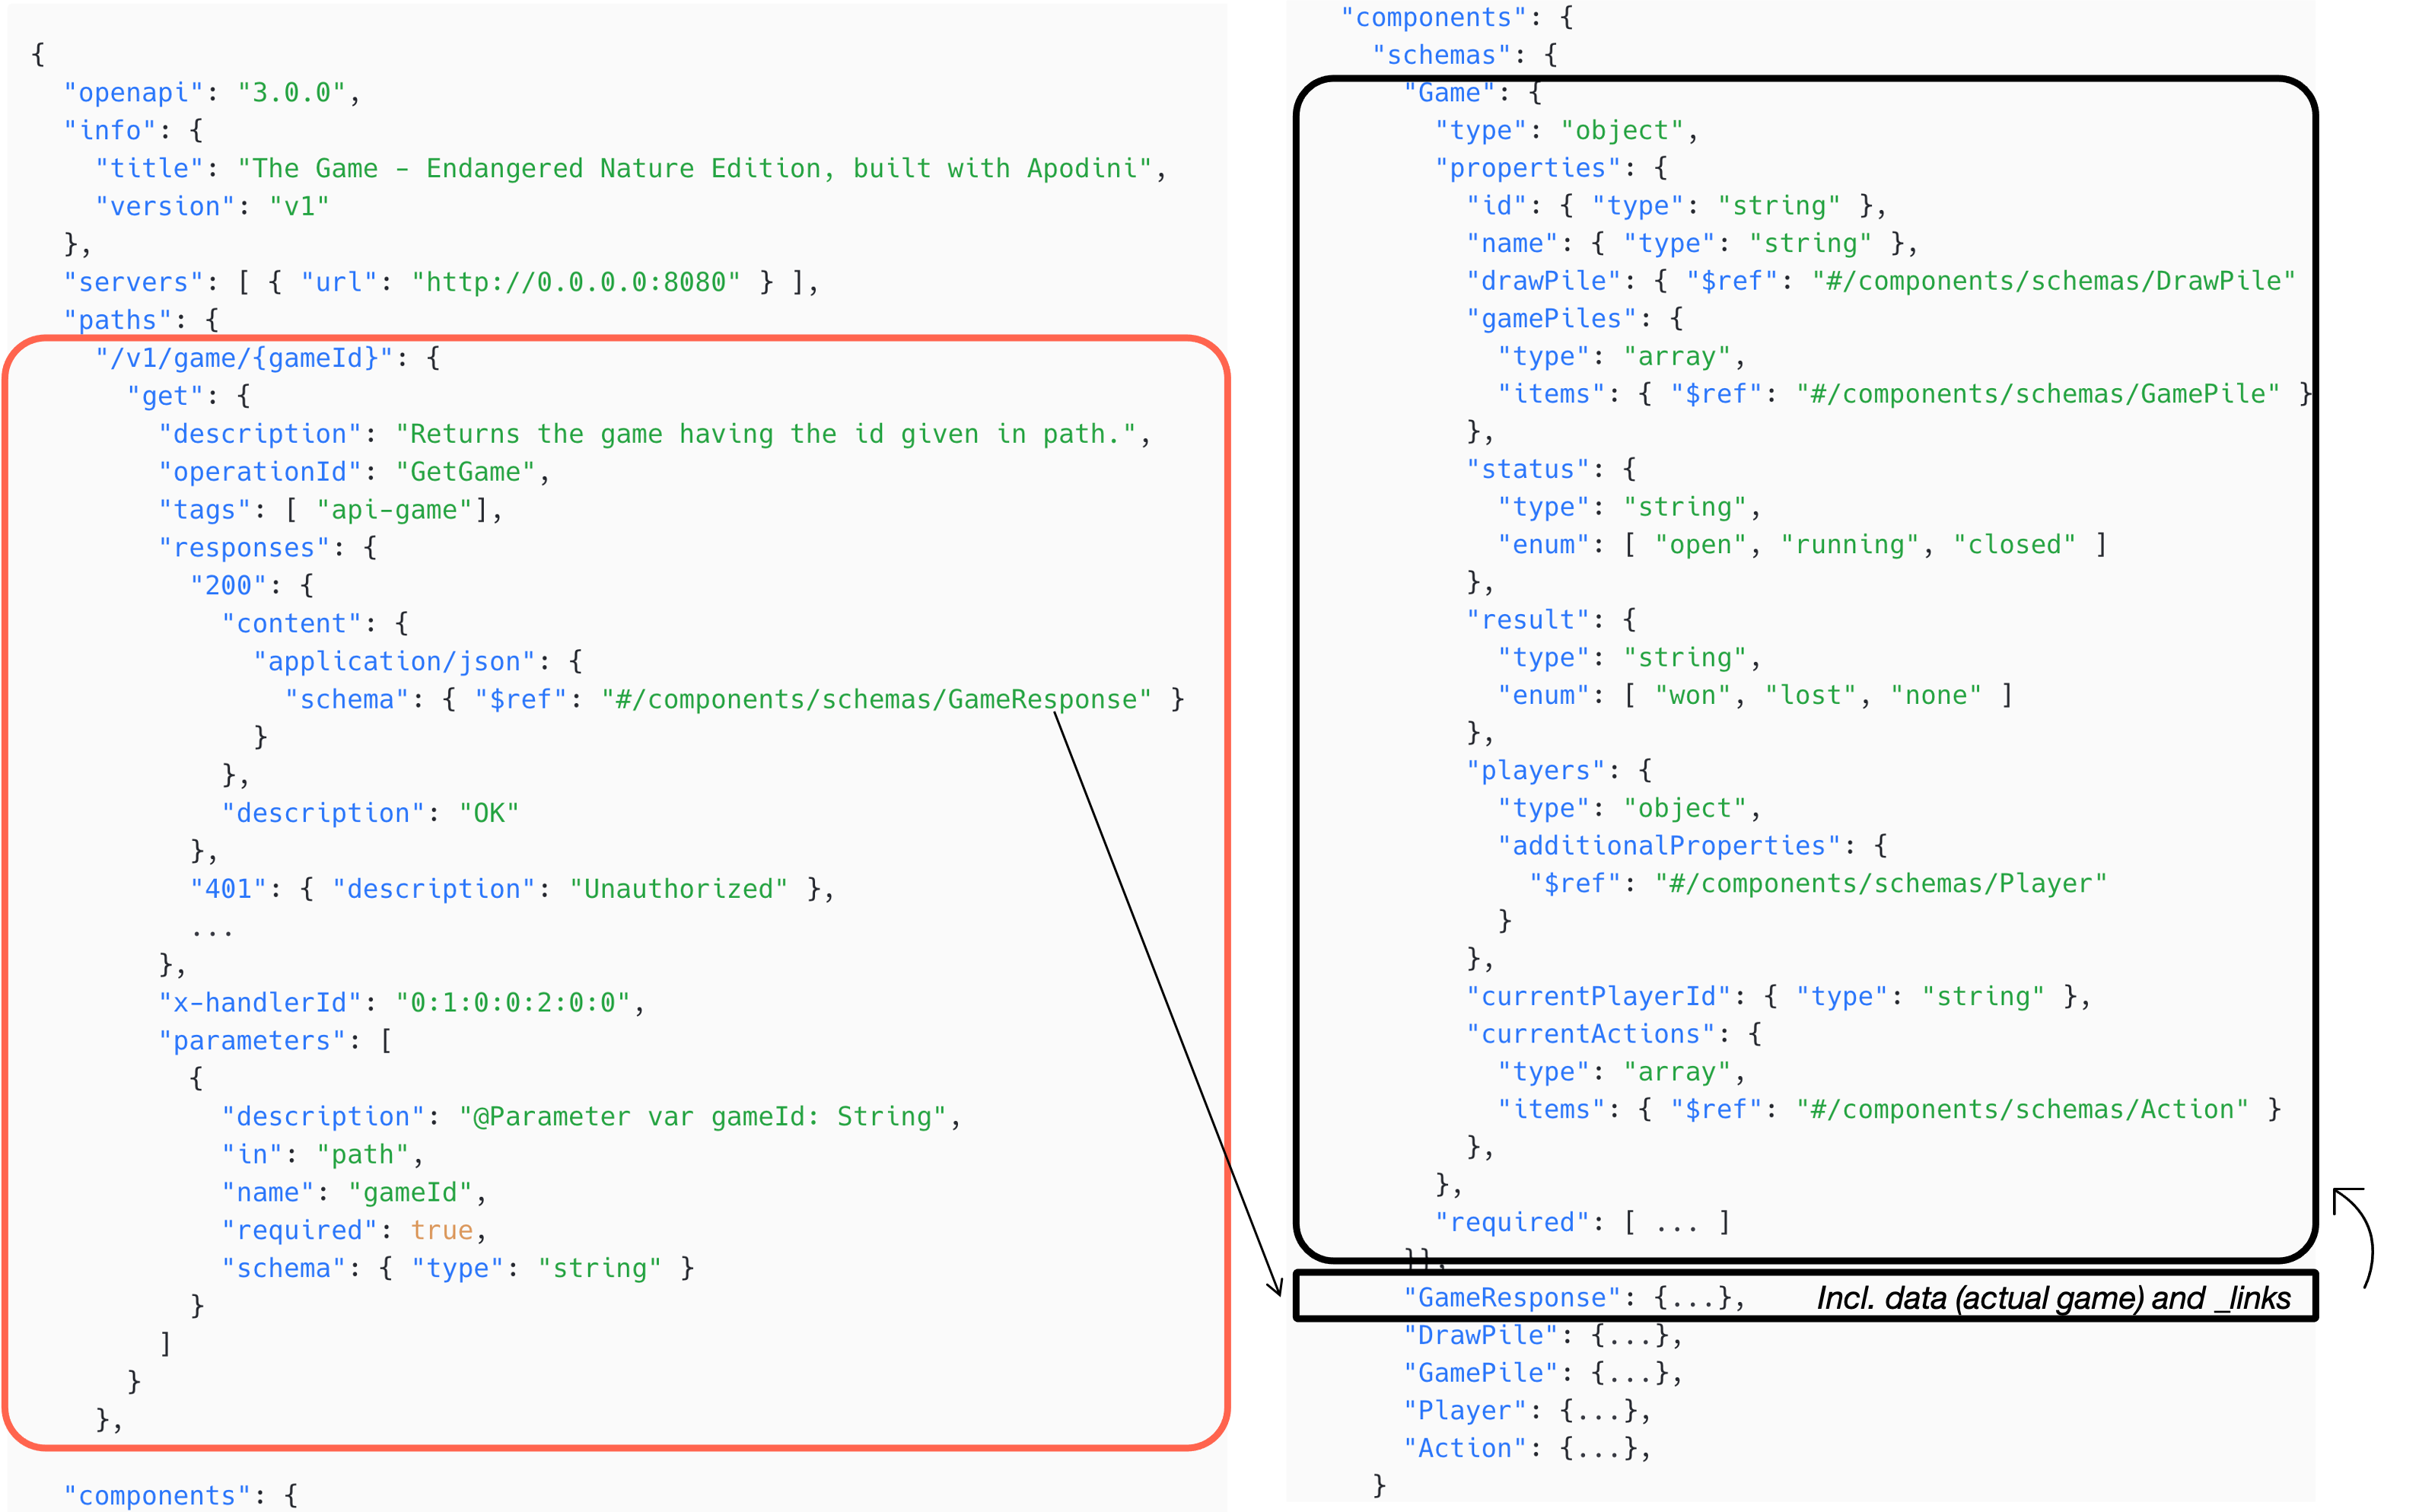 {
  "openapi": "3.0.0",
  "info": {
    "title": "The Game - Endangered Nature Edition, built with Apodini",
    "version": "v1"
  },
  "servers": [ { "url": "http://0.0.0.0:8080" } ],
  "paths": {
    "/v1/game/{gameId}": {
      "get": {
        "description": "Returns the game having the id given in path.",
        "operationId": "GetGame",
        "tags": [ "api-game"],
        "responses": {
          "200": {
            "content": {
              "application/json": {
                "schema": { "$ref": "#/components/schemas/GameResponse" }
              }
            },
            "description": "OK"
          },
          "401": { "description": "Unauthorized" },
          ...
        },
        "x-handlerId": "0:1:0:0:2:0:0",
        "parameters": [
          {
            "description": "@Parameter var gameId: String",
            "in": "path",
            "name": "gameId",
            "required": true,
            "schema": { "type": "string" }
          }
        ]
      }
    },
  "components": {
  "components": {
    "schemas": {
      "Game": {
        "type": "object",
        "properties": {
          "id": { "type": "string" },
          "name": { "type": "string" },
          "drawPile": { "$ref": "#/components/schemas/DrawPile"
          "gamePiles": {
            "type": "array",
            "items": { "$ref": "#/components/schemas/GamePile" }
          },
          "status": {
            "type": "string",
            "enum": [ "open", "running", "closed" ]
          },
          "result": {
            "type": "string",
            "enum": [ "won", "lost", "none" ]
          },
          "players": {
            "type": "object",
            "additionalProperties": {
              "$ref": "#/components/schemas/Player"
            }
          },
          "currentPlayerId": { "type": "string" },
          "currentActions": {
            "type": "array",
            "items": { "$ref": "#/components/schemas/Action" }
          },
        },
        "required": [ ... ]
      }},
      "GameResponse": {...}, Incl. data (actual game) and _links
      "DrawPile": {...},
      "GamePile": {...},
      "Player": {...},
      "Action": {...},
    }